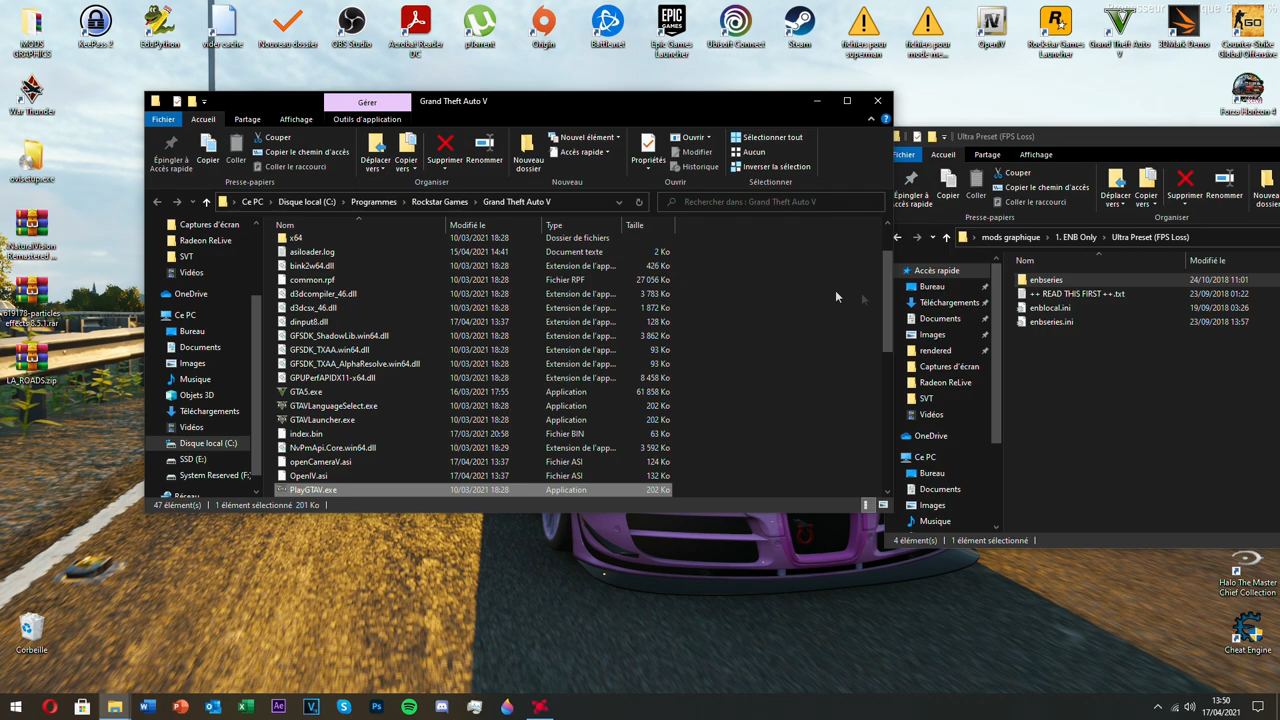 MODS GRAPHICS
KeePass 2
EduPython
video cache
Nouveau dossier
OBS Studio
Acrobat Reader DC
µTorrent
Origin
Battlenet
Epic Games Launcher
Ubisoft Connect
Steam
fichiers pour superman
fichiers pour mode me...
OpenIV
Rockstar Games Launcher
Grand Theft Auto V
3DMark Demo
Counter-Strike Global Offensive
War Thunder
Forza Horizon 4
ovisetup.exe
NaturalVision Remastered ...
o19178-particles effects 8.5.1.rar
LA_ROADS.zip
Corbeille
Halo The Master Chief Collection
Cheat Engine
Gérer
Grand Theft Auto V
Fichier
Accueil
Partage
Affichage
Outils d'application
Épingler à Accès rapide
Copier
Coller
Couper
Copier le chemin d'accès
Coller le raccourci
Presse-papiers
Déplacer vers
Copier vers
Supprimer
Renommer
Organiser
Nouveau dossier
Nouvel élément
Accès rapide
Nouveau
Propriétés
Ouvrir
Modifier
Historique
Ouvrir
Sélectionner tout
Aucun
Inverser la sélection
Sélectionner
Ce PC
Disque local (C:)
Programmes
Rockstar Games
Grand Theft Auto V
Rechercher dans : Grand Theft Auto V
Captures d'écran
Radeon ReLive
SVT
Vidéos
OneDrive
Ce PC
Bureau
Documents
Images
Musique
Objets 3D
Téléchargements
Vidéos
Disque local (C:)
SSD (E:)
System Reserved (F:)
Réseau
Nom Modifié le Type Taille
x64 10/03/2021 18:28 Dossier de fichiers
asiloader.log 15/04/2021 14:41 Document texte 2 Ko
bink2w64.dll 10/03/2021 18:28 Extension de l'app... 426 Ko
common.rpf 10/03/2021 18:28 Fichier RPF 27 056 Ko
d3dcompiler_46.dll 10/03/2021 18:28 Extension de l'app... 3 783 Ko
d3dcsx_46.dll 10/03/2021 18:28 Extension de l'app... 1 872 Ko
dinput8.dll 17/04/2021 13:37 Extension de l'app... 128 Ko
GFSDK_ShadowLib.win64.dll 10/03/2021 18:28 Extension de l'app... 3 862 Ko
GFSDK_TXAA.win64.dll 10/03/2021 18:28 Extension de l'app... 93 Ko
GFSDK_TXAA_AlphaResolve.win64.dll 10/03/2021 18:28 Extension de l'app... 93 Ko
GPUPerfAPIDX11-x64.dll 10/03/2021 18:28 Extension de l'app... 8 458 Ko
GTA5.exe 16/03/2021 17:55 Application 61 858 Ko
GTAVLanguageSelect.exe 10/03/2021 18:28 Application 202 Ko
GTAVLauncher.exe 10/03/2021 18:28 Application 202 Ko
index.bin 17/03/2021 20:58 Fichier BIN 63 Ko
NvPmApi.Core.win64.dll 10/03/2021 18:29 Extension de l'app... 3 592 Ko
openCameraV.asi 17/04/2021 13:37 Fichier ASI 124 Ko
OpenIV.asi 17/04/2021 13:37 Fichier ASI 132 Ko
PlayGTAV.exe 10/03/2021 18:28 Application 202 Ko
47 élément(s)
1 élément sélectionné 201 Ko
Ultra Preset (FPS Loss)
Fichier
Accueil
Partage
Affichage
Épingler à
Accès rapide
Copier
Coller
Couper
Copier le chemin d'accès
Coller le raccourci
Presse-papiers
Déplacer vers
Copier vers
Supprimer
Renommer
Organiser
mods graphique
1. ENB Only
Ultra Preset (FPS Loss)
Accès rapide
Bureau
Téléchargements
Documents
Images
rendered
Captures d'écran
Radeon ReLive
SVT
Vidéos
OneDrive
Ce PC
Bureau
Documents
Images
Musique
Nom Modifié le
enbseries 24/10/2018 11:01
++ READ THIS FIRST ++.txt 23/09/2018 01:22
enblocal.ini 19/09/2018 03:26
enbseries.ini 23/09/2018 13:57
4 élément(s)
1 élément sélectionné
13:50
17/04/2021